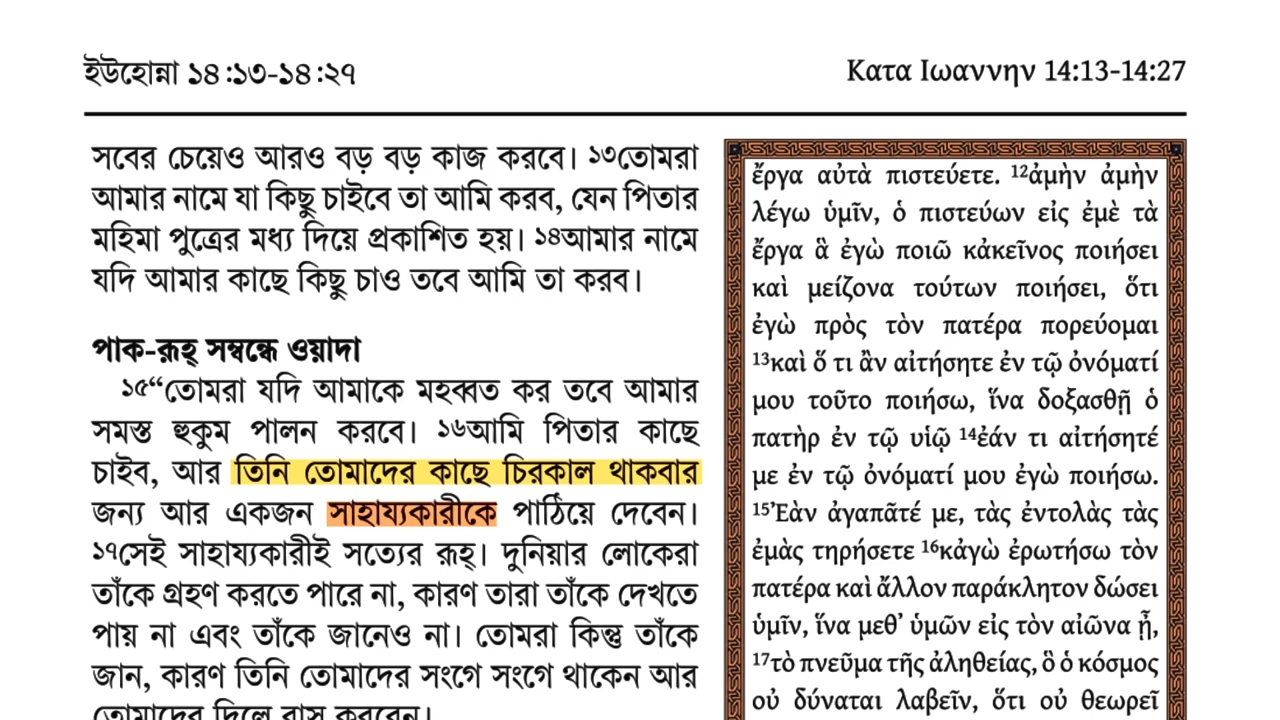 ইউহোন্না ১৪:১৩-১৪:২৭
Κατα Ιωαννην 14:13-14:27
সবের চেয়েও আরও বড় বড় কাজ করবে। ১৩তোমরা
আমার নামে যা কিছু চাইবে তা আমি করব, যেন পিতার
মহিমা পুত্রের মধ্য দিয়ে প্রকাশিত হয়। ১৪আমার নামে
যদি আমার কাছে কিছু চাও তবে আমি তা করব।
পাক-রূহ্ সম্বন্ধে ওয়াদা
১৫“তোমরা যদি আমাকে মহব্বত কর তবে আমার
সমস্ত হুকুম পালন করবে। ১৬আমি পিতার কাছে
চাইব, আর তিনি তোমাদের কাছে চিরকাল থাকবার
জন্য আর একজন সাহায্যকারীকে পাঠিয়ে দেবেন।
১৭সেই সাহায্যকারীই সত্যের রূহ্। দুনিয়ার লোকেরা
তাঁকে গ্রহণ করতে পারে না, কারণ তারা তাঁকে দেখতে
পায় না এবং তাঁকে জানেও না। তোমরা কিন্তু তাঁকে
জান, কারণ তিনি তোমাদের সংগে সংগে থাকেন আর
তোমাদের দিলে বাস করবেন।
ἔργα αὐτὰ πιστεύετε. ¹²ἀμὴν ἀμὴν
λέγω ὑμῖν, ὁ πιστεύων εἰς ἐμὲ τὰ
ἔργα ἃ ἐγὼ ποιῶ κἀκεῖνος ποιήσει
καὶ μείζονα τούτων ποιήσει, ὅτι
ἐγὼ πρὸς τὸν πατέρα πορεύομαι
¹³καὶ ὅ τι ἂν αἰτήσητε ἐν τῷ ὀνόματί
μου τοῦτο ποιήσω, ἵνα δοξασθῇ ὁ
πατὴρ ἐν τῷ υἱῷ ¹⁴ἐάν τι αἰτήσητέ
με ἐν τῷ ὀνόματί μου ἐγὼ ποιήσω.
¹⁵Ἐὰν ἀγαπᾶτέ με, τὰς ἐντολὰς τὰς
ἐμὰς τηρήσετε ¹⁶κἀγὼ ἐρωτήσω τὸν
πατέρα καὶ ἄλλον παράκλητον δώσει
ὑμῖν, ἵνα μεθ’ ὑμῶν εἰς τὸν αἰῶνα ᾖ,
¹⁷τὸ πνεῦμα τῆς ἀληθείας, ὃ ὁ κόσμος
οὐ δύναται λαβεῖν, ὅτι οὐ θεωρεῖ